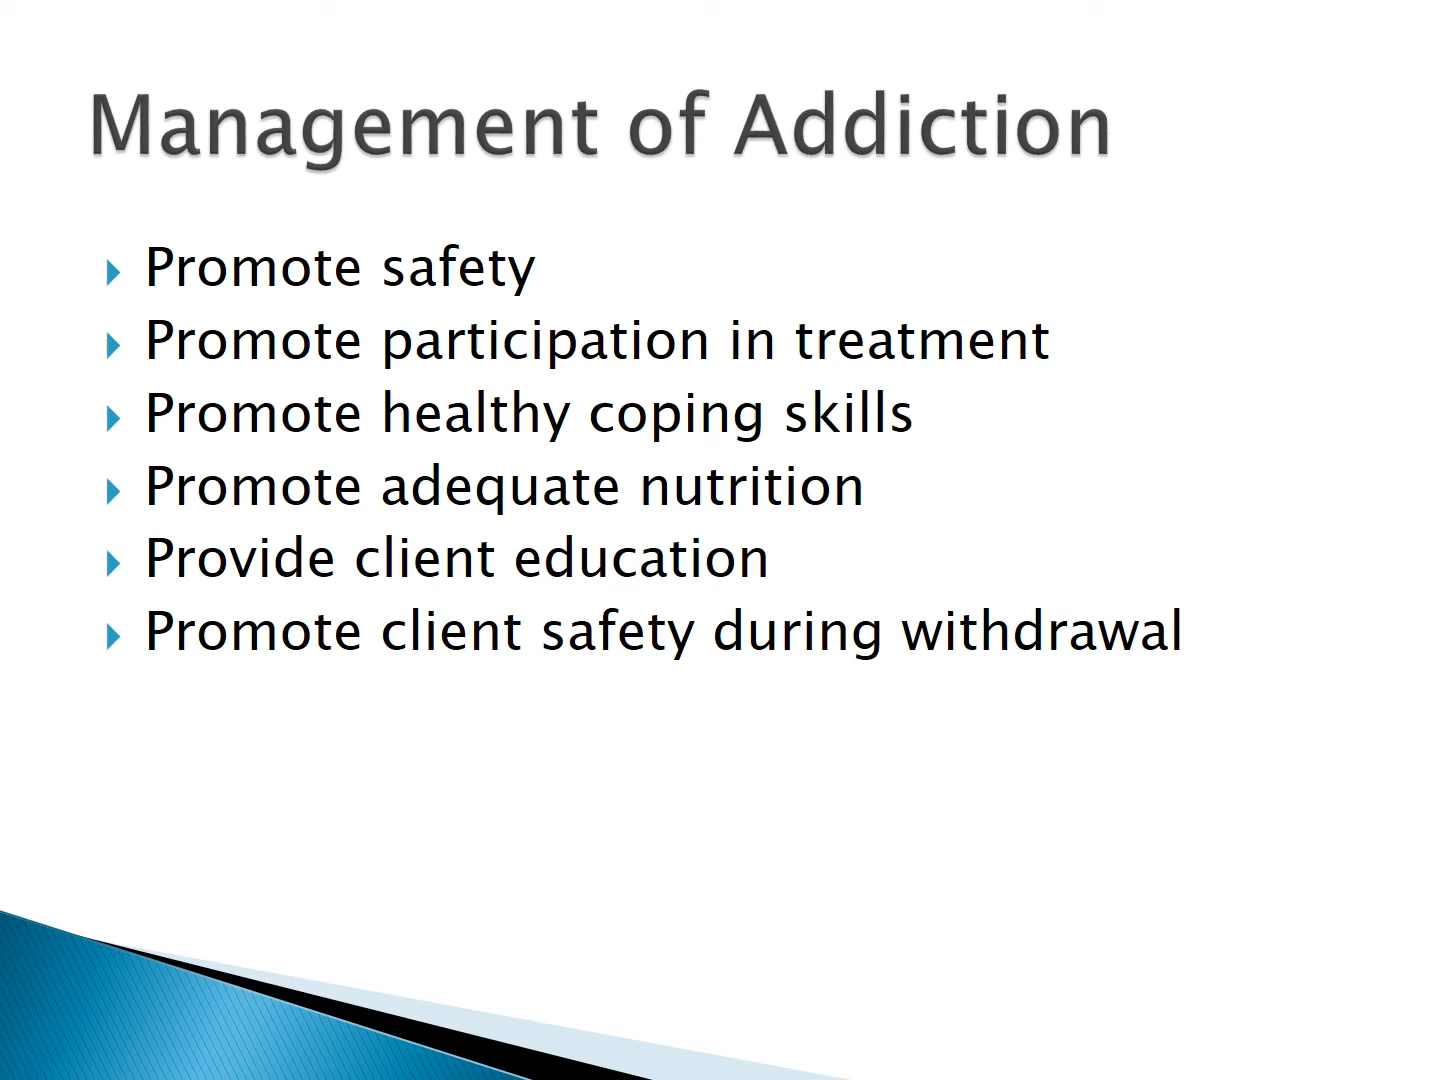 Management of Addiction
Promote safety
Promote participation in treatment
Promote healthy coping skills
Promote adequate nutrition
Provide client education
Promote client safety during withdrawal